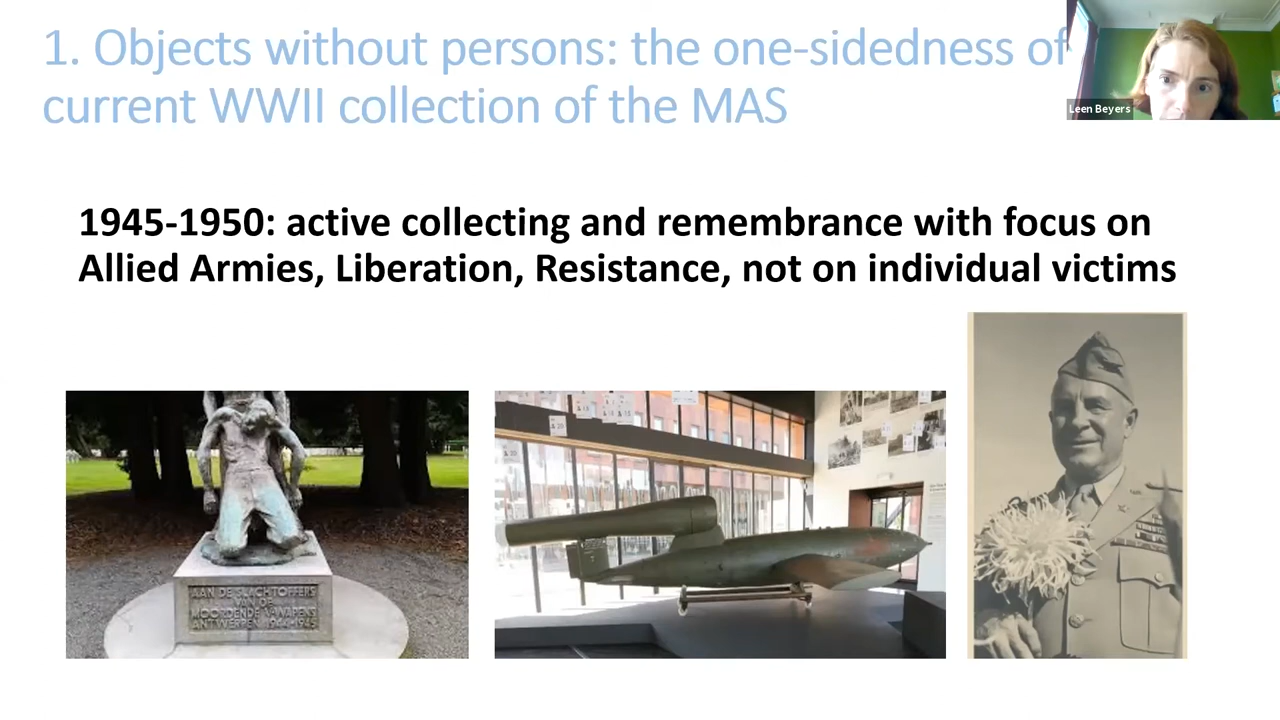 1. Objects without persons: the one-sidedness of
current WWII collection of the MAS
Leen Beyers
1945-1950: active collecting and remembrance with focus on
Allied Armies, Liberation, Resistance, not on individual victims
AAN DE SLACHTOFFERS
VAN DE
MOORDENDE V-WAPENS
ANTWERPEN 1944-1945